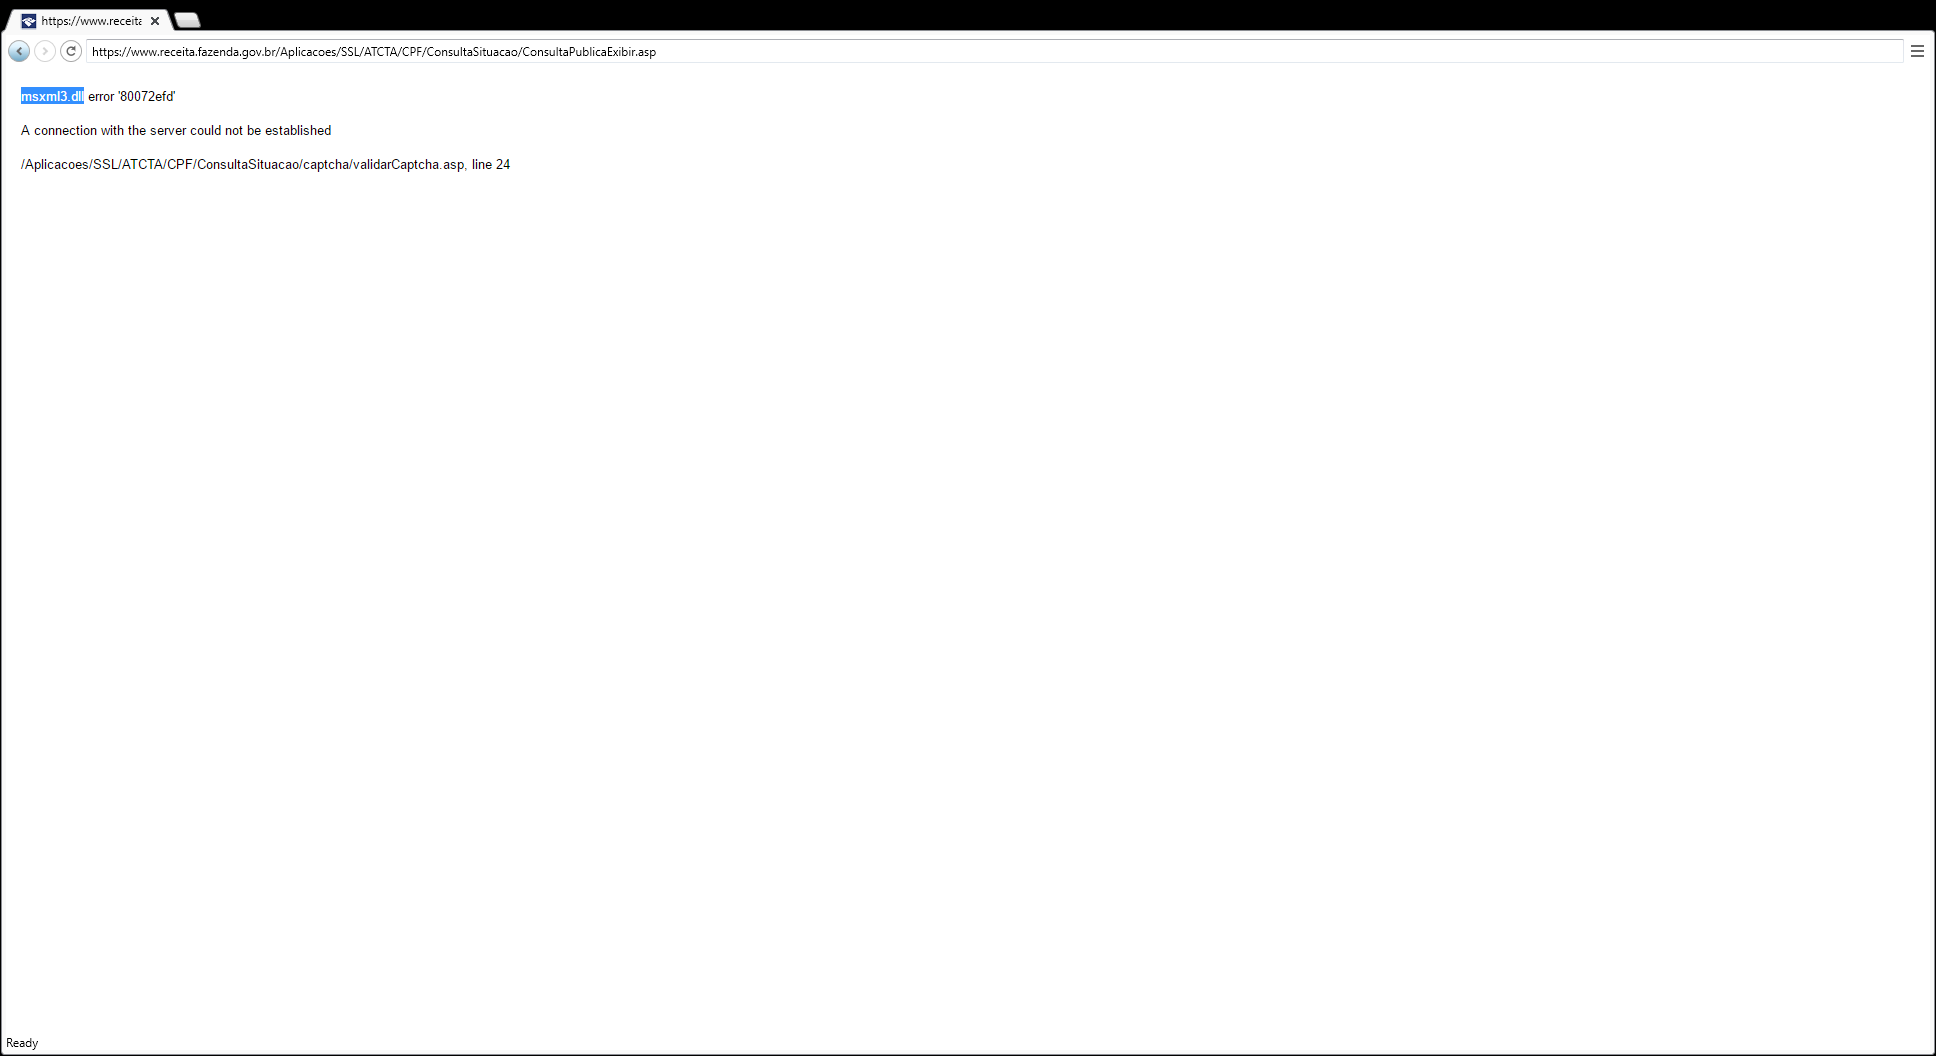 https://www.receita
https://www.receita.fazenda.gov.br/Aplicacoes/SSL/ATCTA/CPF/ConsultaSituacao/ConsultaPublicaExibir.asp
msxml3.dll error '80072efd'
A connection with the server could not be established
/Aplicacoes/SSL/ATCTA/CPF/ConsultaSituacao/captcha/validarCaptcha.asp, line 24
Ready